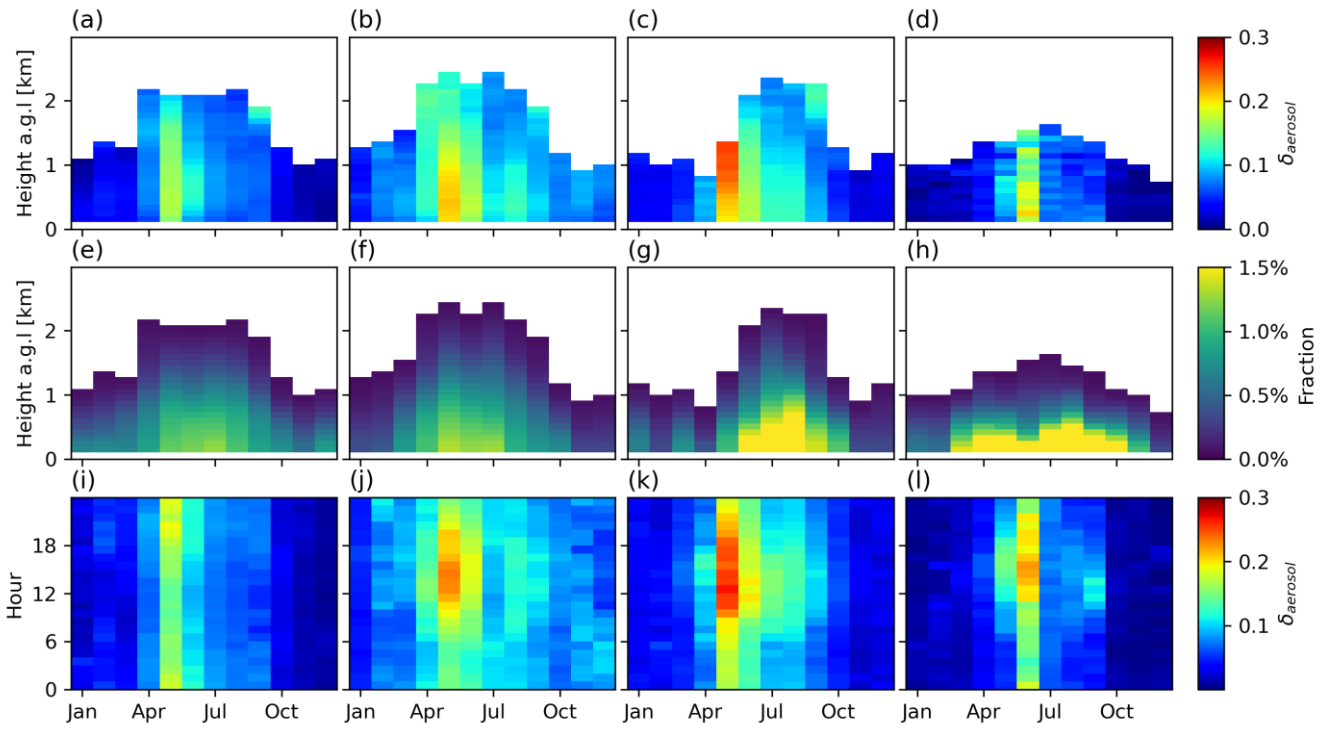 (a) (b) (c) (d)
Height a.g.l [km]
2
1
0
0.3
0.2
0.1
0.0
δaerosol
(e) (f) (g) (h)
Height a.g.l [km]
2
1
0
1.5%
1.0%
0.5%
0.0%
Fraction
(i) (j) (k) (l)
Hour
18
12
6
0
0.3
0.2
0.1
δaerosol
Jan Apr Jul Oct Jan Apr Jul Oct Jan Apr Jul Oct Jan Apr Jul Oct